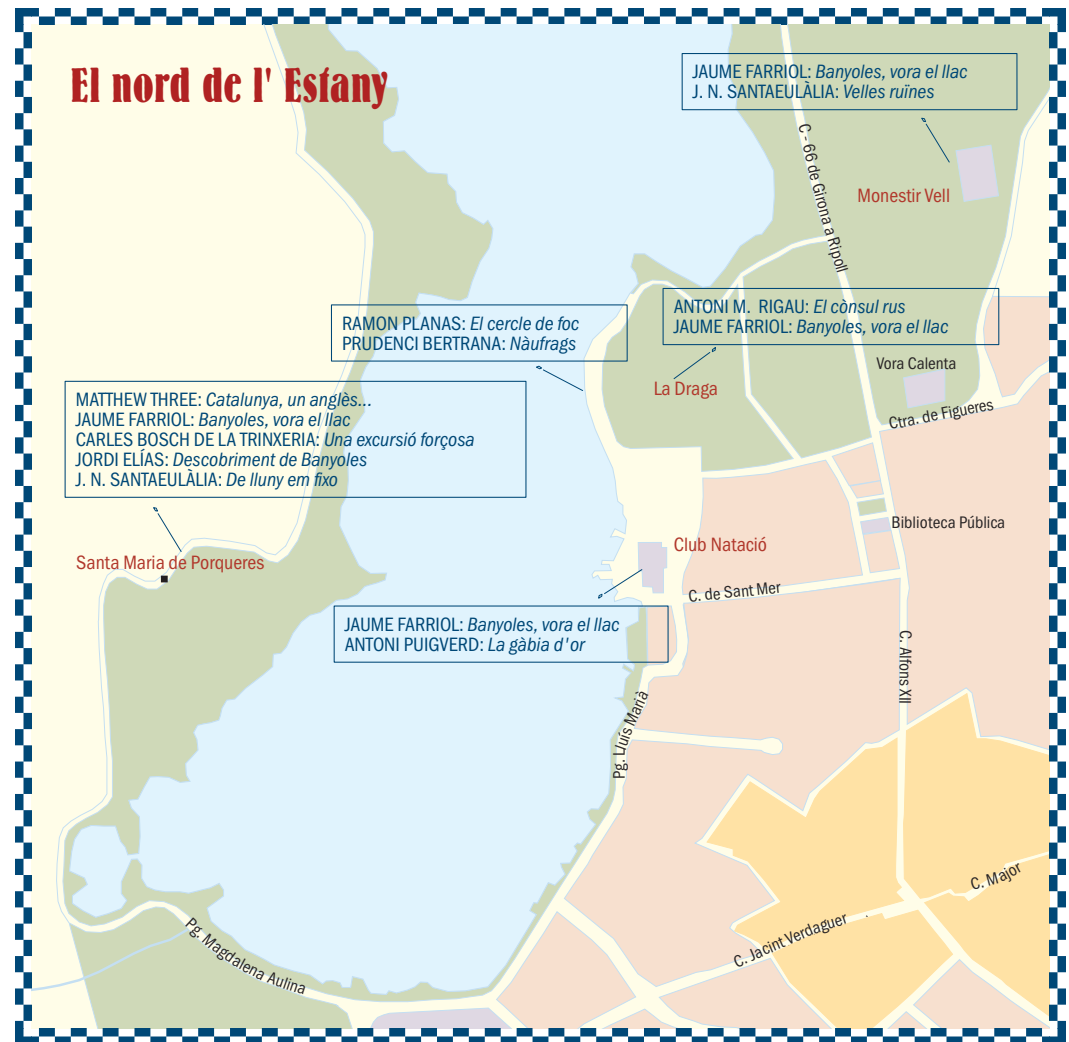 El nord de l' Estany
JAUME FARRIOL: Banyoles, vora el llac
J. N. SANTAEULÀLIA: Velles ruïnes
C - 66 de Girona a Ripoll
Monestir Vell
ANTONI M. RIGAU: El cònsul rus
JAUME FARRIOL: Banyoles, vora el llac
RAMON PLANAS: El cercle de foc
PRUDENCI BERTRANA: Nàufrags
Vora Calenta
La Draga
MATTHEW THREE: Catalunya, un anglès...
JAUME FARRIOL: Banyoles, vora el llac
CARLES BOSCH DE LA TRINXERIA: Una excursió forçosa
JORDI ELÍAS: Descobriment de Banyoles
J. N. SANTAEULÀLIA: De lluny em fixo
Ctra. de Figueres
Biblioteca Pública
Club Natació
Santa Maria de Porqueres
C. de Sant Mer
JAUME FARRIOL: Banyoles, vora el llac
ANTONI PUIGVERD: La gàbia d'or
C. Alfons XII
Pg. Lluís Marià
C. Major
C. Jacint Verdaguer
Pg. Magdalena Aulina